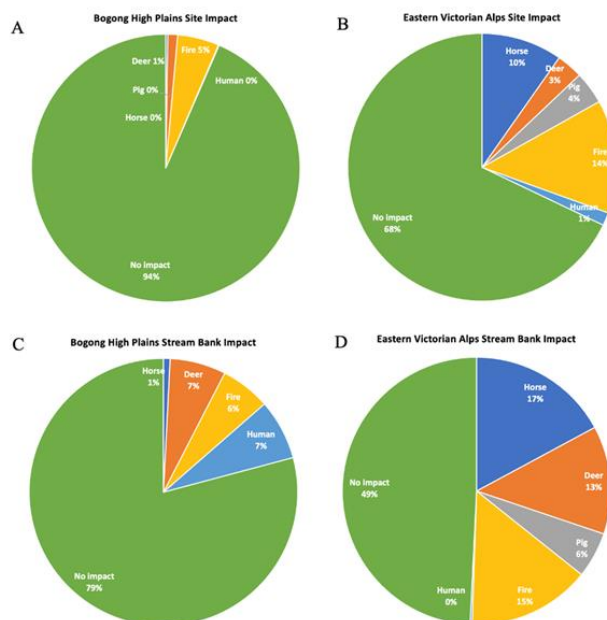 A
Bogong High Plains Site Impact
Deer 1%
Fire 5%
Human 0%
Pig 0%
Horse 0%
No impact
94%
B
Eastern Victorian Alps Site Impact
Horse
10%
Deer
3%
Pig
4%
Fire
14%
Human
1%
No impact
68%
C
Bogong High Plains Stream Bank Impact
Horse
1%
Deer
7%
Fire
6%
Human
7%
No impact
79%
D
Eastern Victorian Alps Stream Bank Impact
Horse
17%
Deer
13%
Pig
6%
Fire
15%
Human
0%
No impact
49%